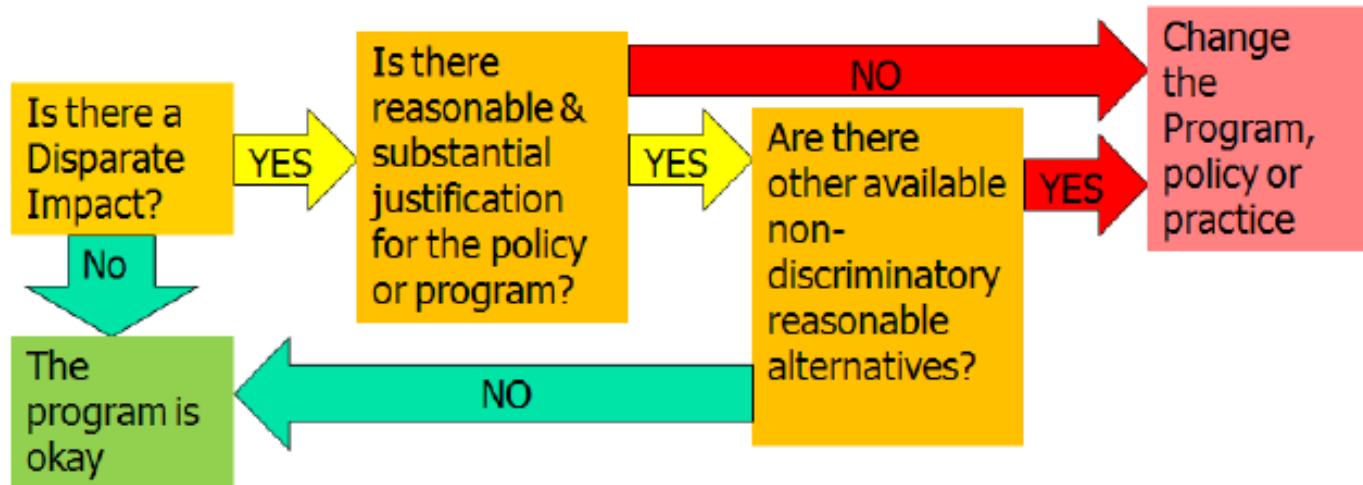 Is there a
Disparate
Impact?
YES
No
The
program is
okay
Is there
reasonable &
substantial
justification
for the policy
or program?
NO
YES
Are there
other available
non-
discriminatory
reasonable
alternatives?
YES
NO
Change
the
Program,
policy or
practice